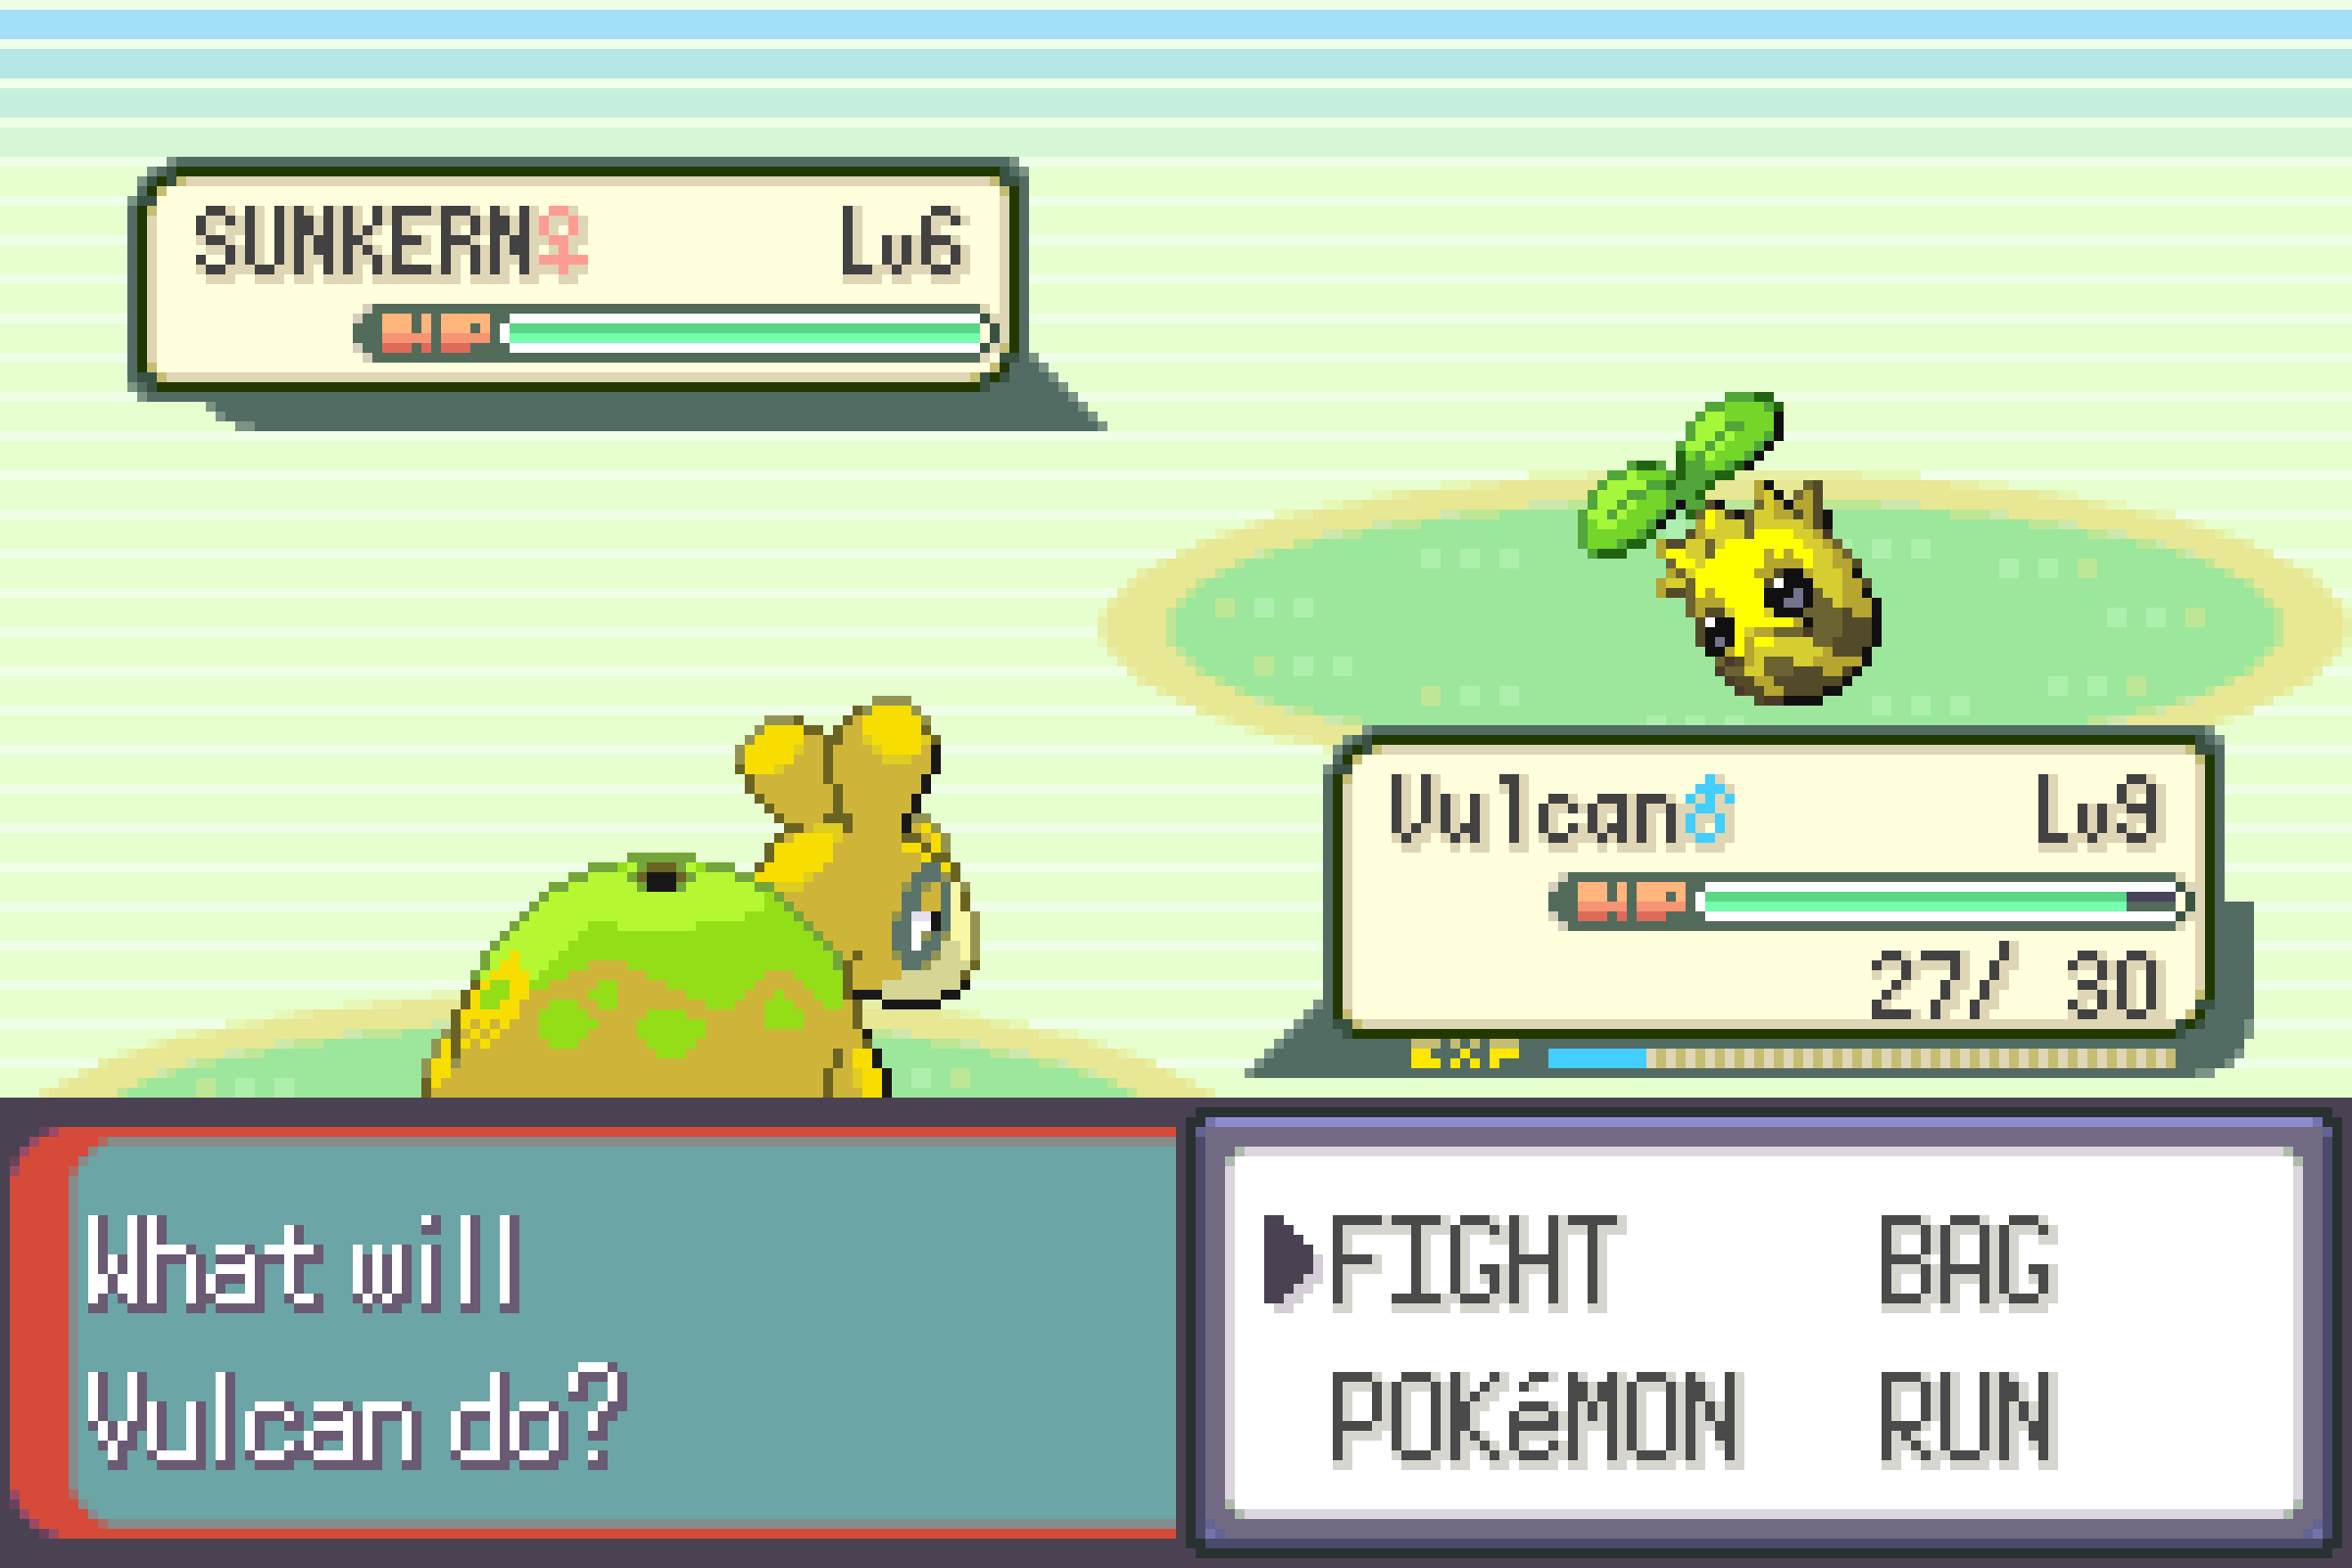 SUNKERN♀ Lv6
HP
Vulcan♂ Lv9
HP
27/ 30
EXP
What will
Vulcan do?
▶FIGHT BAG
POKéMON RUN